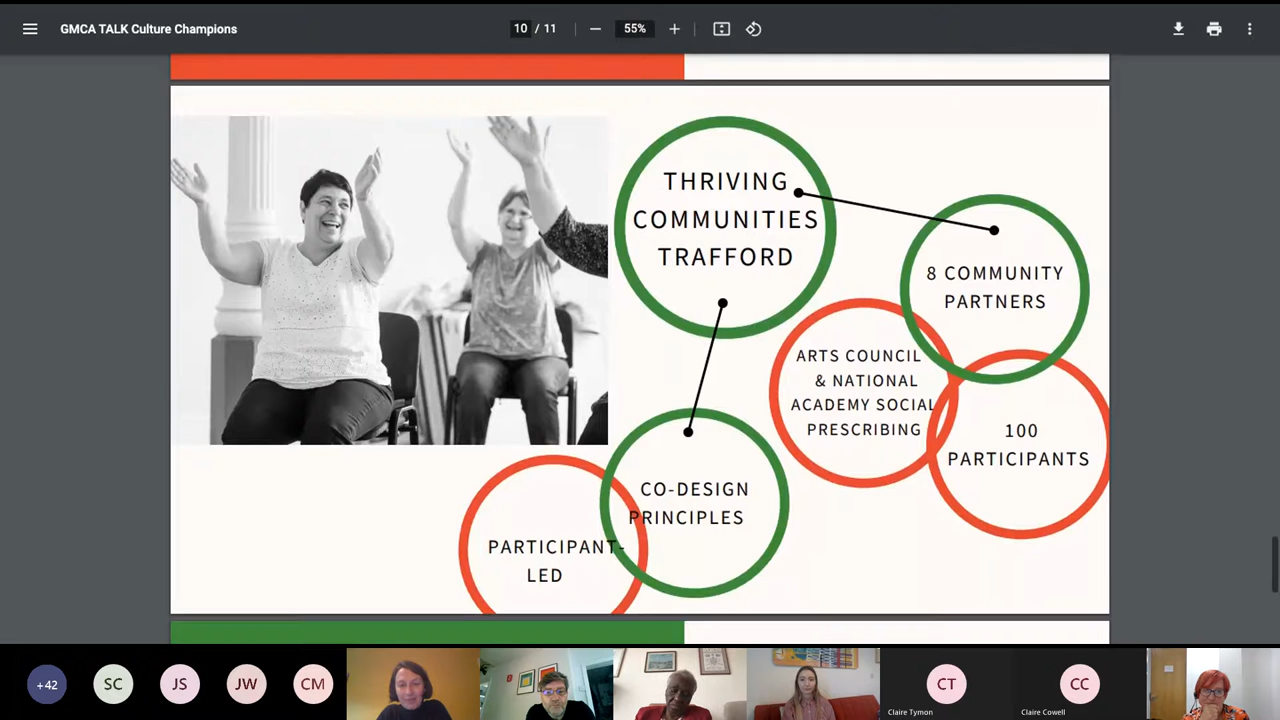 GMCA TALK Culture Champions
10 / 11
55%
THRIVING
COMMUNITIES
TRAFFORD
8 COMMUNITY
PARTNERS
ARTS COUNCIL
& NATIONAL
ACADEMY SOCIAL
PRESCRIBING
100
PARTICIPANTS
CO-DESIGN
PRINCIPLES
PARTICIPANT-
LED
+42
SC
JS
JW
CM
CT
Claire Tymon
CC
Claire Cowell